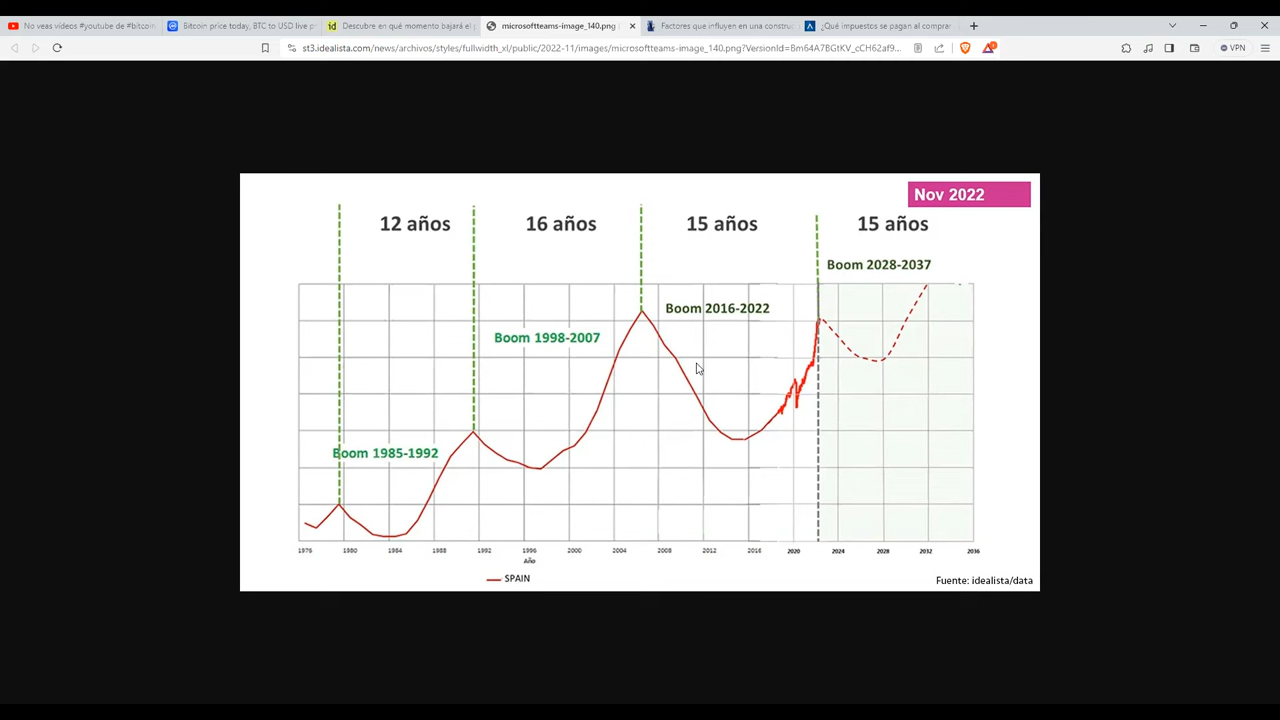 No veas vídeos #youtube de #bitcoin
Bitcoin price today, BTC to USD live p
Descubre en qué momento bajará el
microsoftteams-image_140.png
Factores que influyen en una constru
¿Qué impuestos se pagan al comprar
st3.idealista.com/news/archivos/styles/fullwidth_xl/public/2022-11/images/microsoftteams-image_140.png?VersionId=Bm64A7BGtKV_cCH62af9...
VPN
Nov 2022
12 años 16 años 15 años 15 años
Boom 2028-2037
Boom 2016-2022
Boom 1998-2007
Boom 1985-1992
1976 1980 1984 1988 1992 1996 2000 2004 2008 2012 2016 2020 2024 2028 2032 2016
Año
SPAIN
Fuente: idealista/data